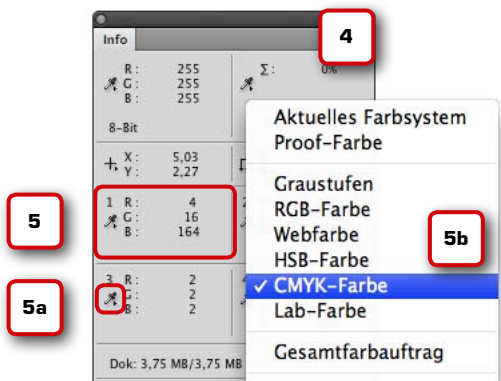 Info
4
R: 255
G: 255
B: 255
Σ: 0%
8-Bit
X: 5,03
Y: 2,27
5
1 R: 4
G: 16
B: 164
2
5a
3 R: 2
G: 2
B: 2
Dok: 3,75 MB/3,75 MB
Aktuelles Farbsystem
Proof-Farbe
Graustufen
RGB-Farbe
Webfarbe
HSB-Farbe
✓ CMYK-Farbe
Lab-Farbe
Gesamtfarbauftrag
5b